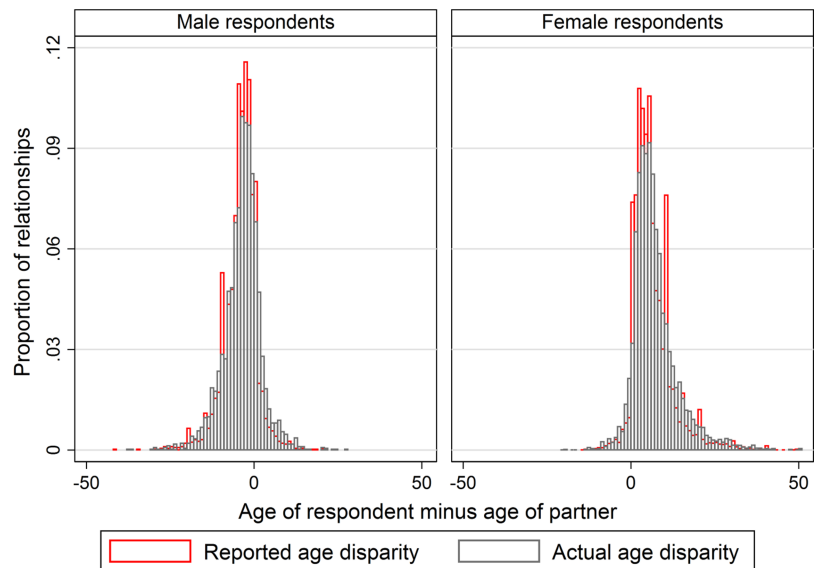 Male respondents
Female respondents
Proportion of relationships
.12
.09
.06
.03
0
-50
0
50
-50
0
50
Age of respondent minus age of partner
Reported age disparity
Actual age disparity